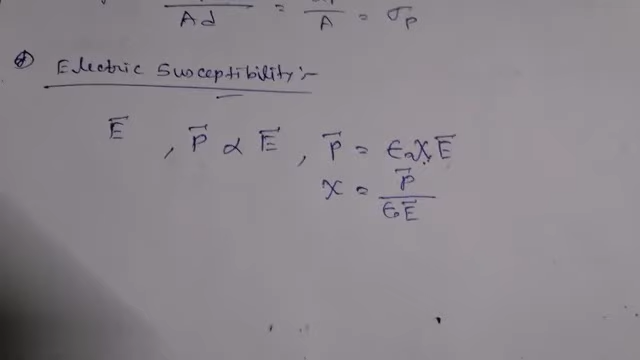 Ad = A = σp
Electric Susceptibility:-
E̅ , P̅ ∝ E̅ , P̅ = ϵ₀χE̅
χ = P̅ / ϵ₀E̅